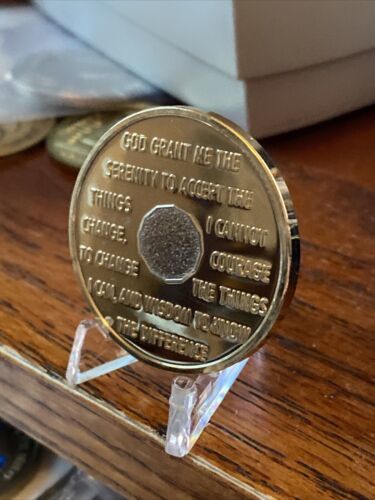 GOD GRANT ME THE
SERENITY TO ACCEPT THE
THINGS I CANNOT
CHANGE, COURAGE
TO CHANGE THE THINGS
I CAN, AND WISDOM TO KNOW
THE DIFFERENCE